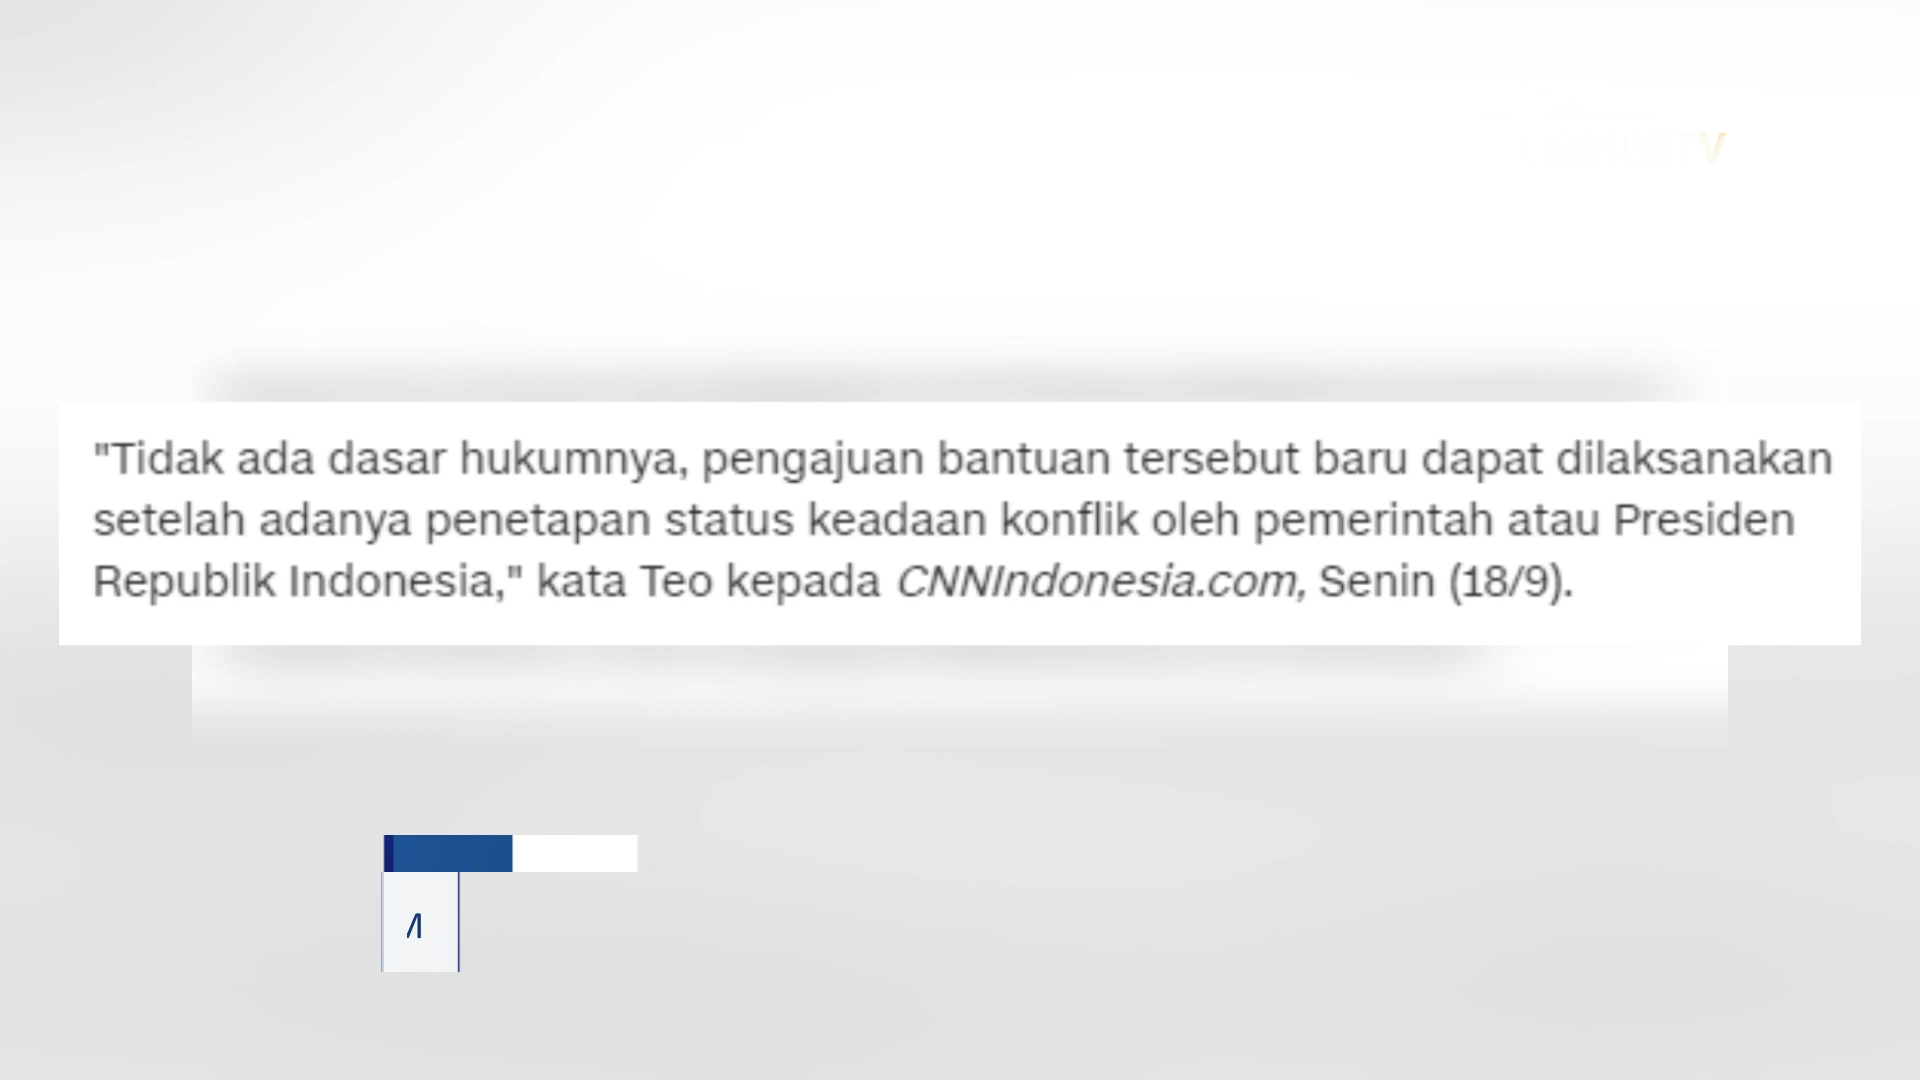 "Tidak ada dasar hukumnya, pengajuan bantuan tersebut baru dapat dilaksanakan
setelah adanya penetapan status keadaan konflik oleh pemerintah atau Presiden
Republik Indonesia," kata Teo kepada CNNIndonesia.com, Senin (18/9).